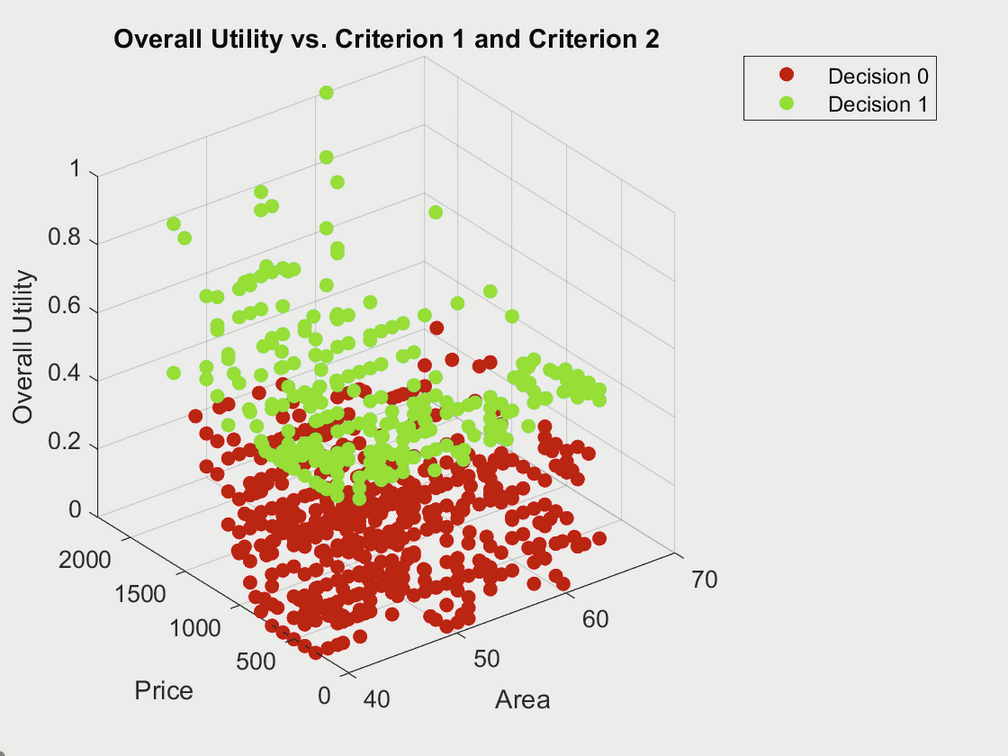 Overall Utility vs. Criterion 1 and Criterion 2
Decision 0
Decision 1
Overall Utility
1
0.8
0.6
0.4
0.2
0
2000
1500
1000
500
0
Price
40
50
60
70
Area